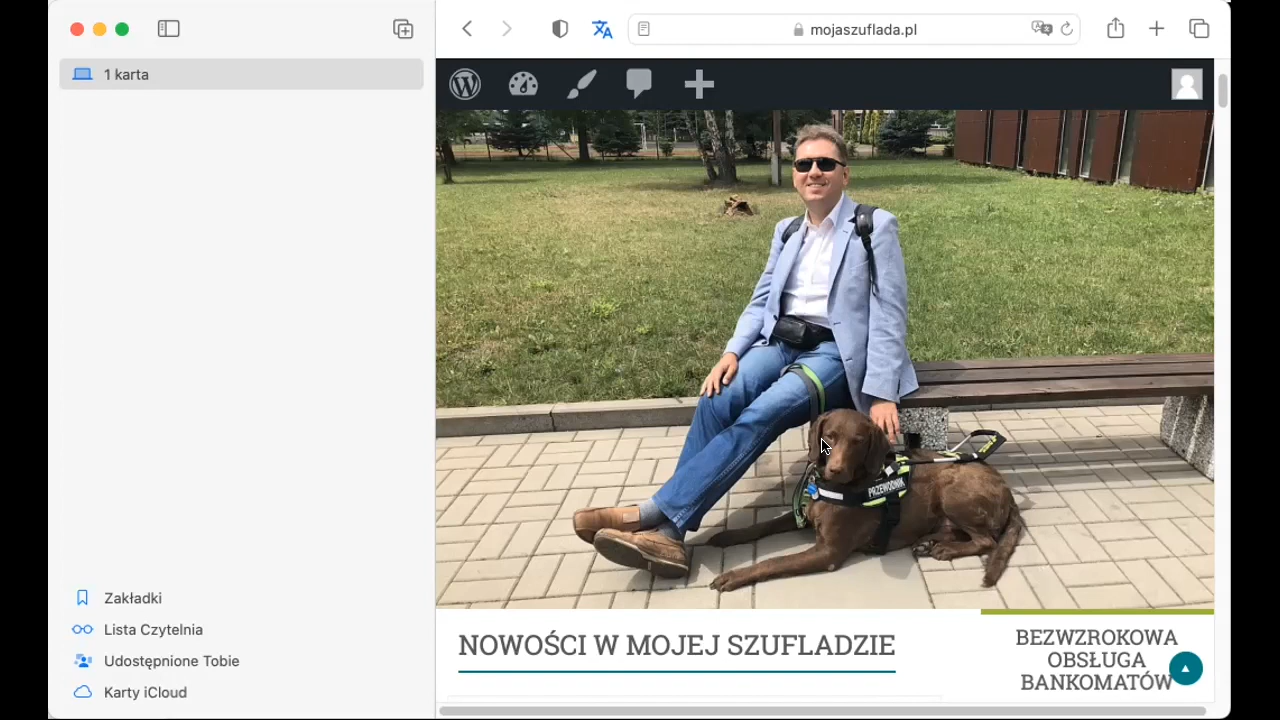 mojaszuflada.pl
1 karta
PRZEWODNIK
Zakładki
Lista Czytelnia
Udostępnione Tobie
Karty iCloud
NOWOŚCI W MOJEJ SZUFLADZIE
BEZWZROKOWA
OBSŁUGA
BANKOMATÓW